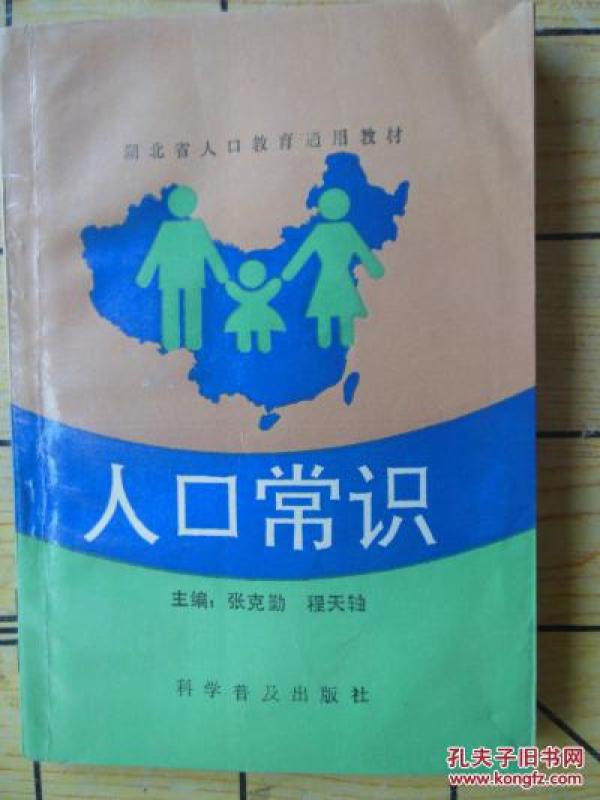 湖北省人口教育适用教材
人口常识
主编：张克勤 程天轴
科学普及出版社
孔夫子旧书网
www.kongfz.com